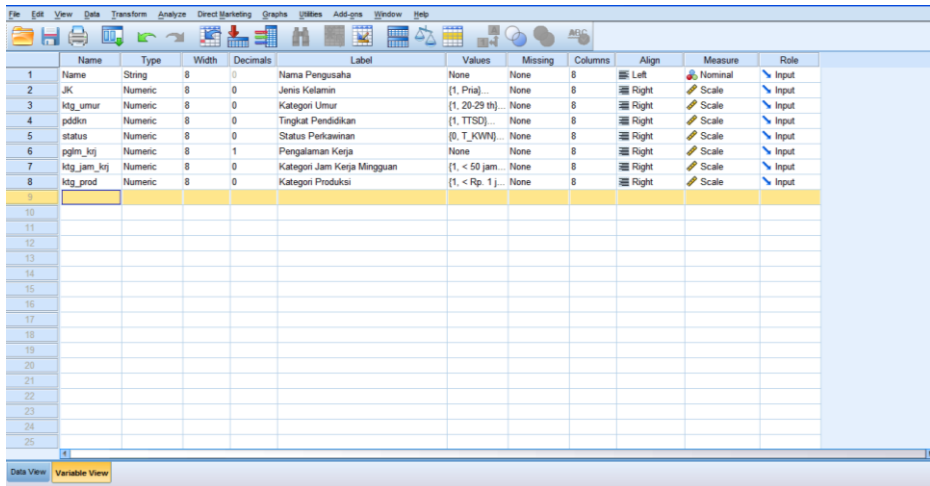 File Edit View Data Transform Analyze Direct Marketing Graphs Utilities Add-ons Window Help
ABC
Name Type Width Decimals Label Values Missing Columns Align Measure Role
1 Name String 8 0 Nama Pengusaha None None 8 Left Nominal Input
2 JK Numeric 8 0 Jenis Kelamin {1, Pria}... None 8 Right Scale Input
3 ktg_umur Numeric 8 0 Kategori Umur {1, 20-29 th}... None 8 Right Scale Input
4 pddkn Numeric 8 0 Tingkat Pendidikan {1, TTSD}... None 8 Right Scale Input
5 status Numeric 8 0 Status Perkawinan {0, T_KWN}... None 8 Right Scale Input
6 pglm_krj Numeric 8 1 Pengalaman Kerja None None 8 Right Scale Input
7 ktg_jam_krj Numeric 8 0 Kategori Jam Kerja Mingguan {1, < 50 jam... None 8 Right Scale Input
8 ktg_prod Numeric 8 0 Kategori Produksi {1, < Rp. 1 j... None 8 Right Scale Input
9
10
11
12
13
14
15
16
17
18
19
20
21
22
23
24
25
Data View Variable View